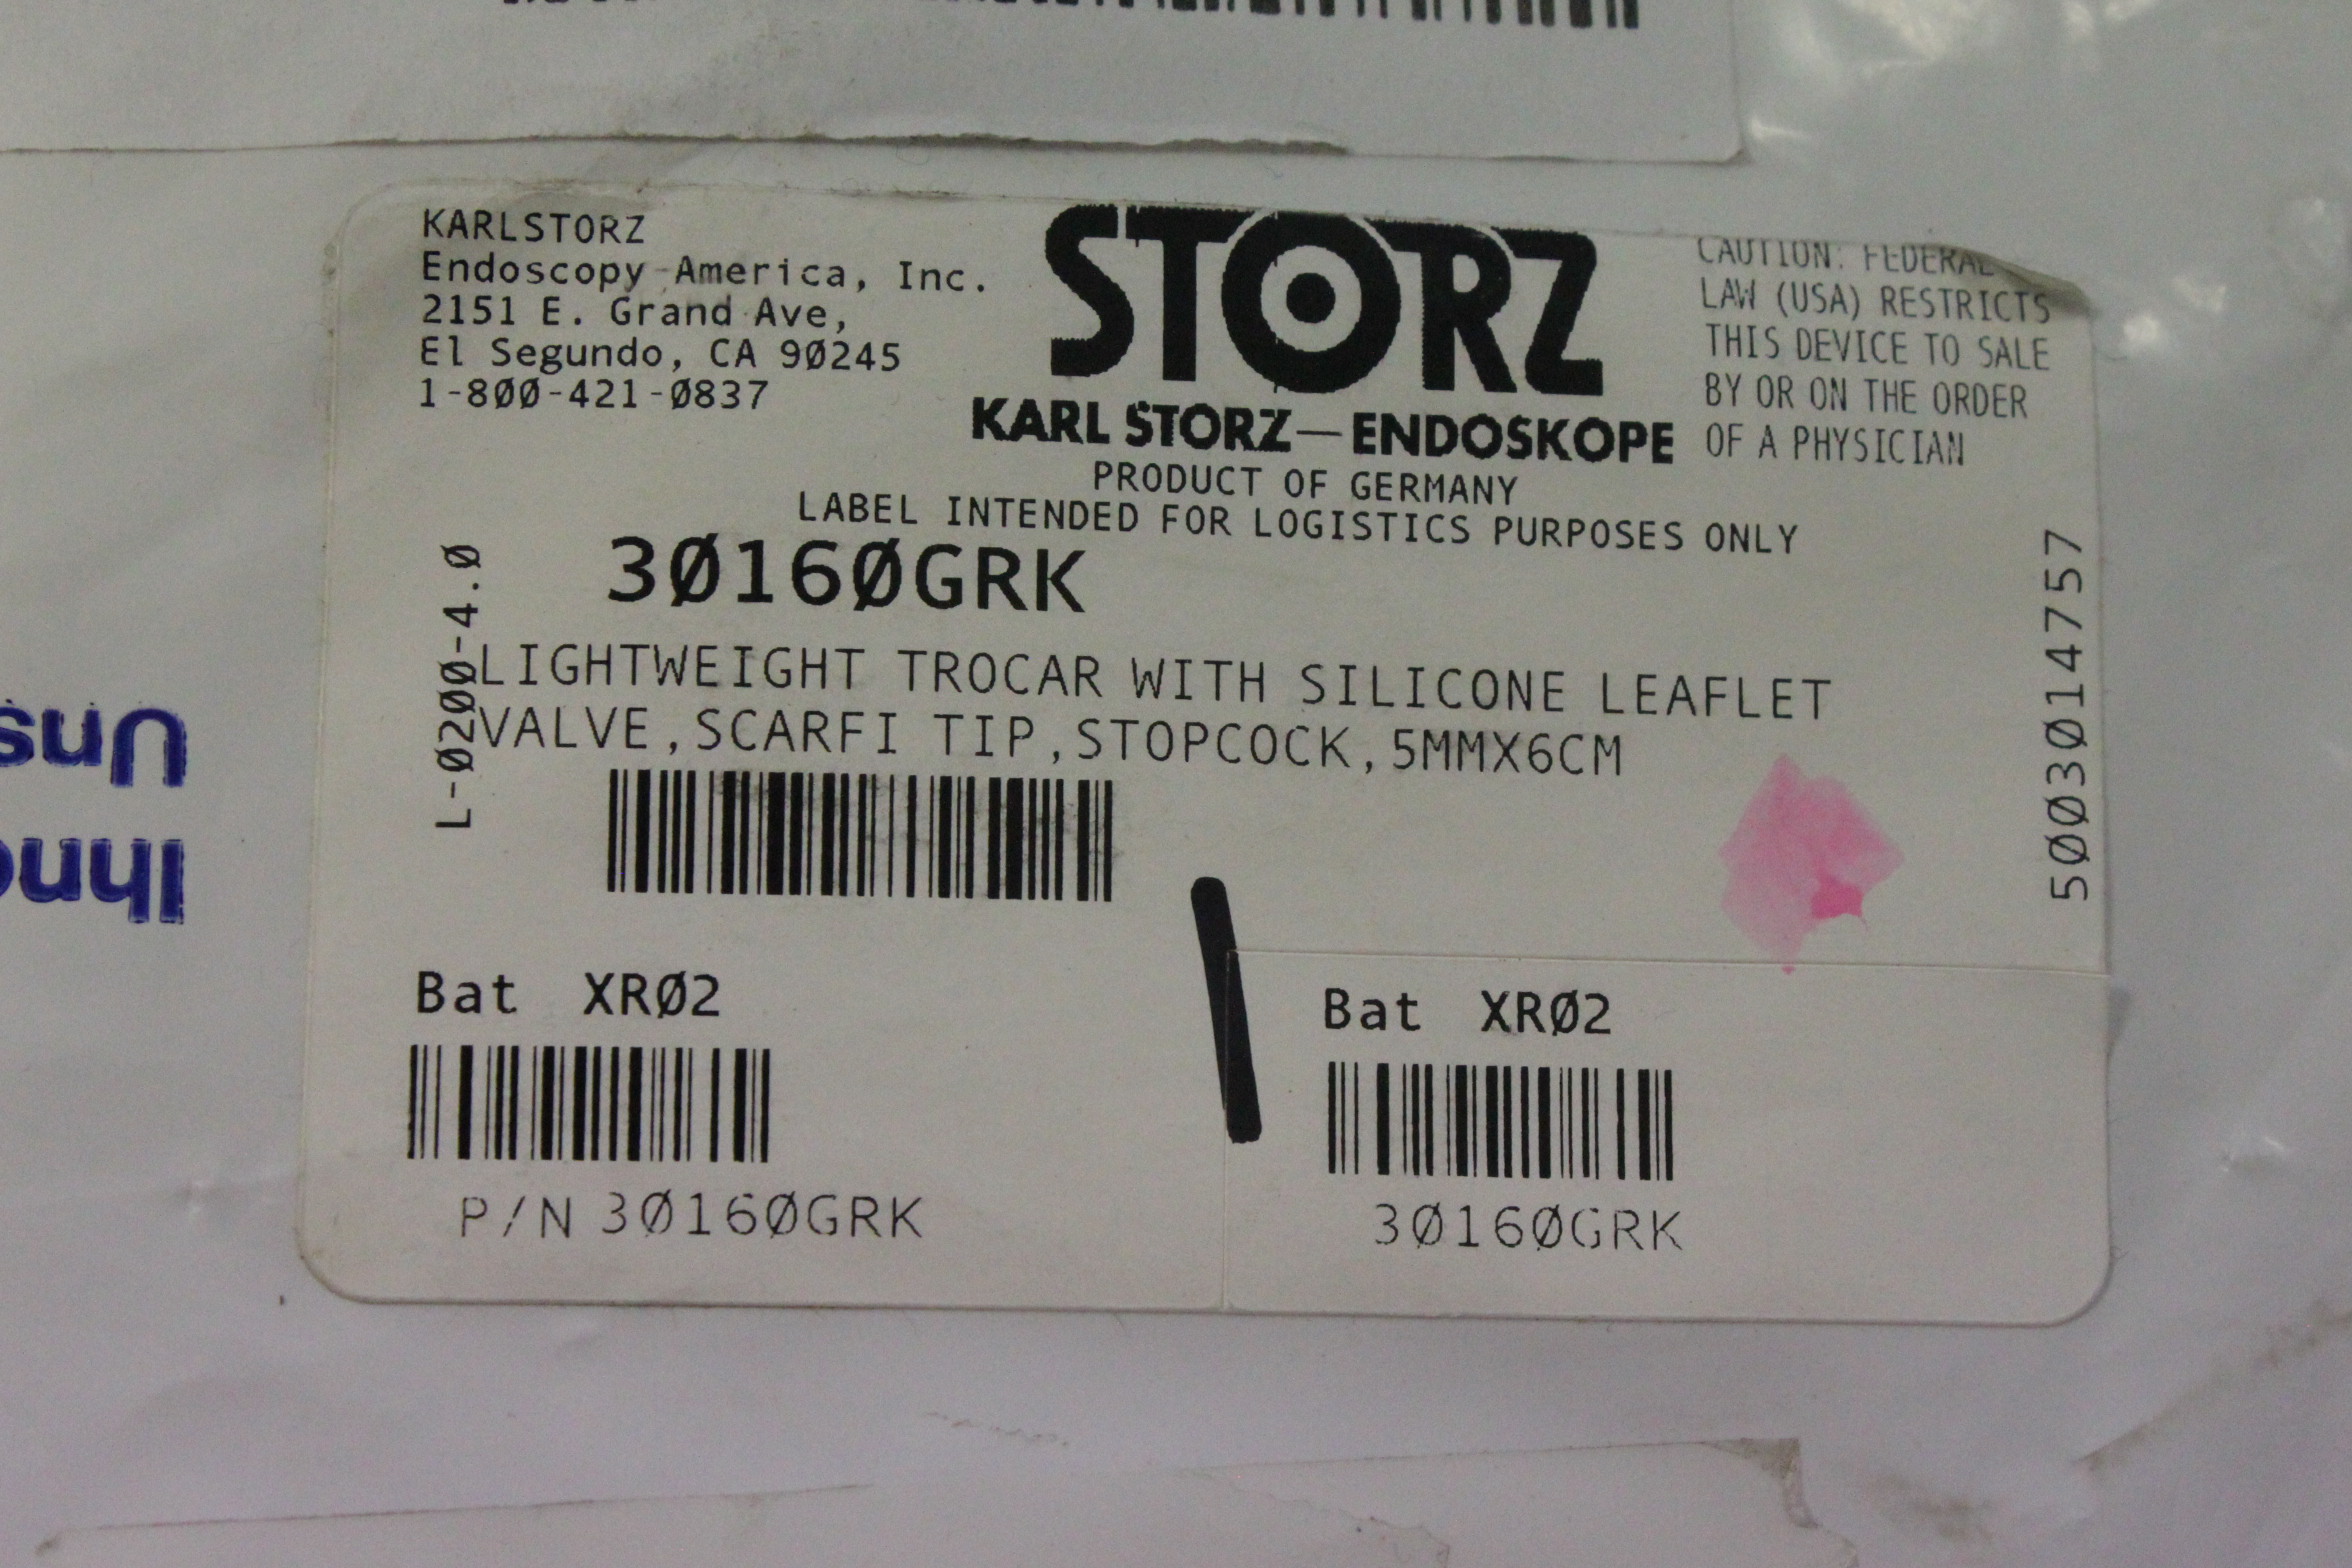 KARLSTORZ
Endoscopy America, Inc.
2151 E. Grand Ave,
El Segundo, CA 90245
1-800-421-0837
STORZ
KARL STORZ—ENDOSKOPE
CAUTION: FEDERAL
LAW (USA) RESTRICTS
THIS DEVICE TO SALE
BY OR ON THE ORDER
OF A PHYSICIAN
PRODUCT OF GERMANY
LABEL INTENDED FOR LOGISTICS PURPOSES ONLY
30160GRK
L-0200-4.0
LIGHTWEIGHT TROCAR WITH SILICONE LEAFLET
VALVE,SCARFI TIP,STOPCOCK,5MMX6CM
5003014757
Bat XR02
P/N 30160GRK
Bat XR02
30160GRK